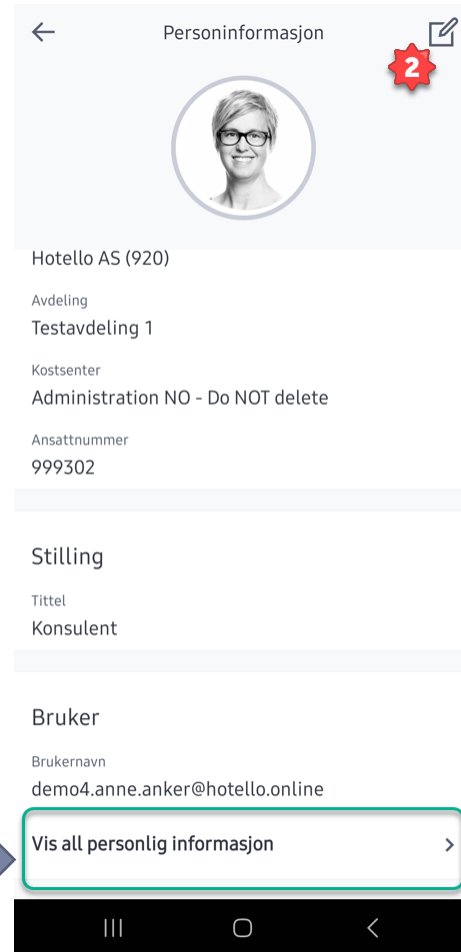 Personinformasjon
2
Hotello AS (920)
Avdeling
Testavdeling 1
Kostsenter
Administration NO - Do NOT delete
Ansattnummer
999302
Stilling
Tittel
Konsulent
Bruker
Brukernavn
demo4.anne.anker@hotello.online
Vis all personlig informasjon